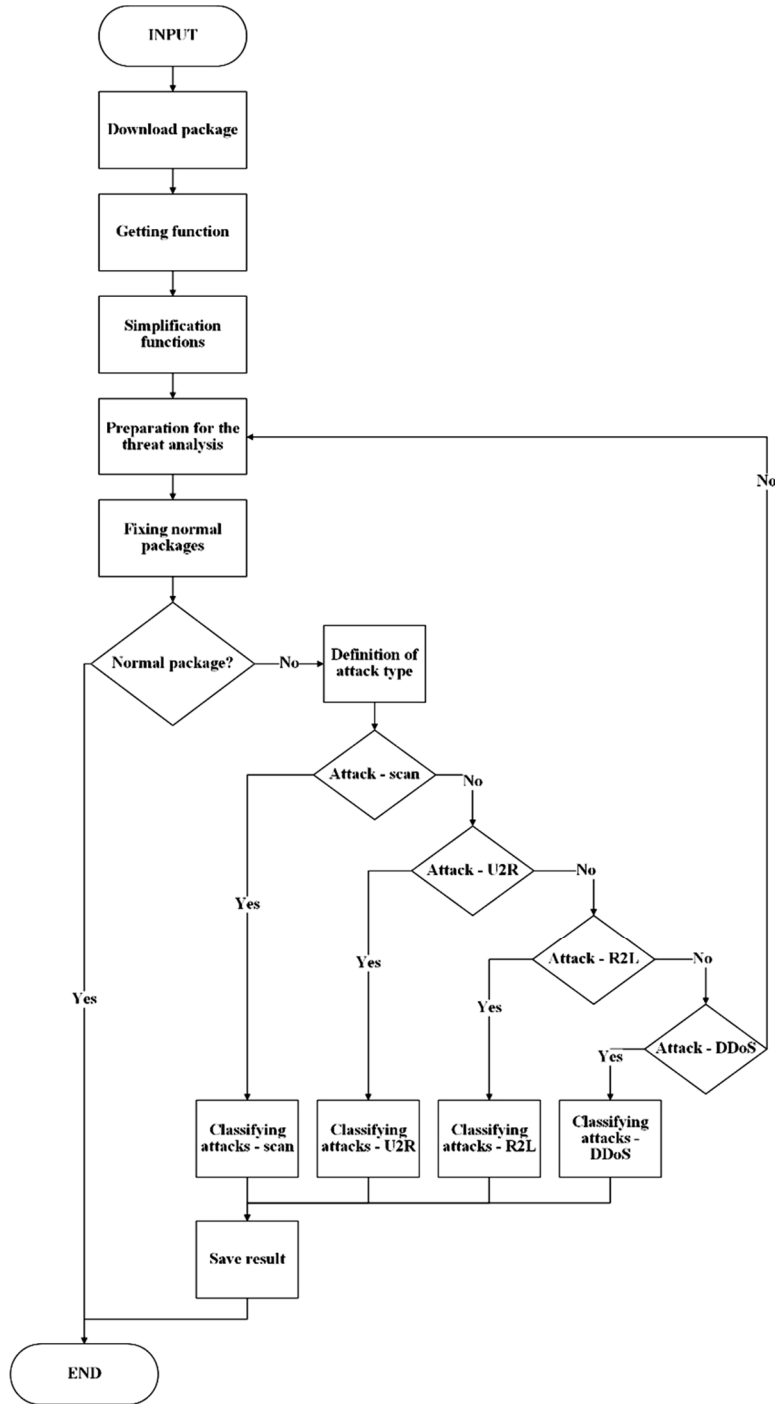 INPUT
Download package
Getting function
Simplification
functions
Preparation for the
threat analysis
No
Fixing normal
packages
Normal package?
No
Definition of
attack type
Attack - scan
No
Attack - U2R
No
Yes
Attack - R2L
No
Yes
Yes
Yes
Attack - DDoS
Yes
Classifying
attacks - scan
Classifying
attacks - U2R
Classifying
attacks - R2L
Classifying
attacks -
DDoS
Save result
END